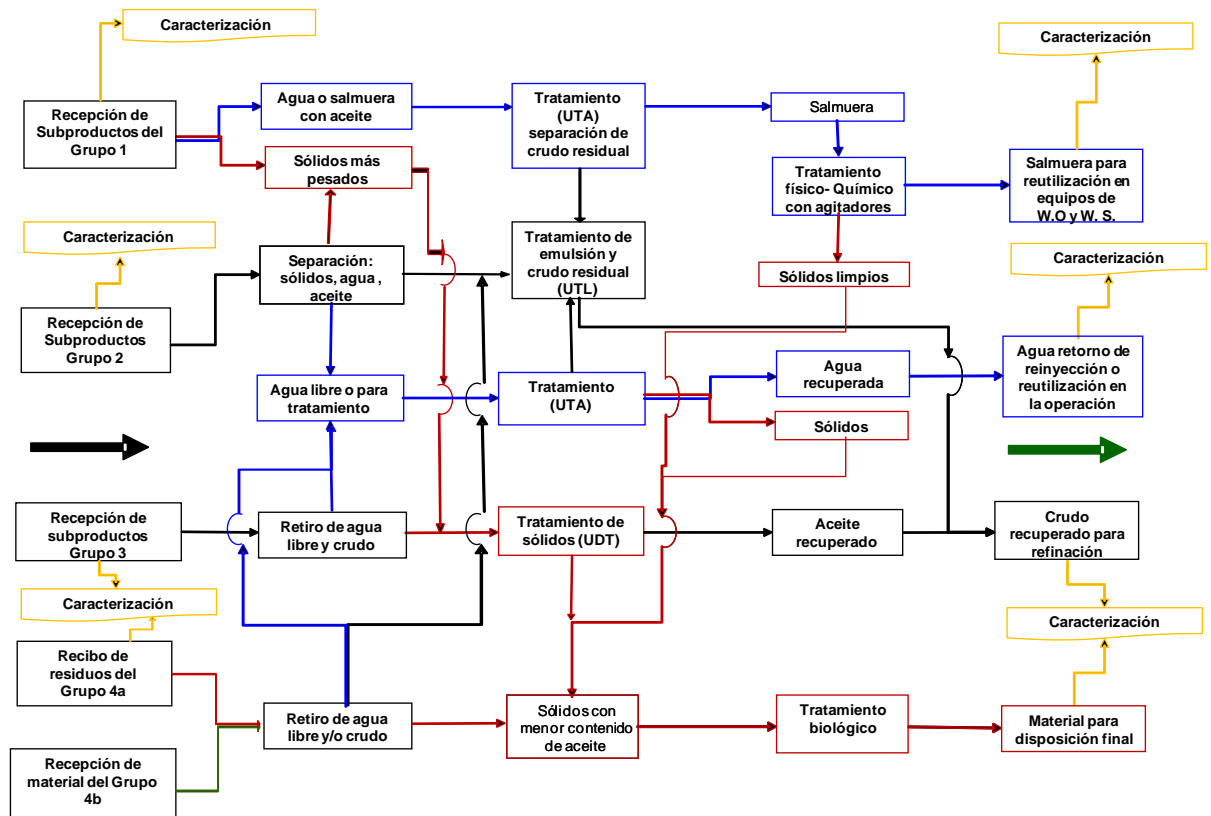 Caracterización
Caracterización
Recepción de
Subproductos del
Grupo 1
Agua o salmuera
con aceite
Tratamiento
(UTA)
separación de
crudo residual
Salmuera
Sólidos más
pesados
Tratamiento
físico- Químico
con agitadores
Salmuera para
reutilización en
equipos de
W.O y W. S.
Caracterización
Separación:
sólidos, agua ,
aceite
Tratamiento de
emulsión y
crudo residual
(UTL)
Sólidos limpios
Caracterización
Recepción de
Subproductos
Grupo 2
Agua libre o para
tratamiento
Tratamiento
(UTA)
Agua
recuperada
Agua retorno de
reinyección o
reutilización en
la operación
Sólidos
Recepción de
subproductos
Grupo 3
Retiro de agua
libre y crudo
Tratamiento de
sólidos (UDT)
Aceite
recuperado
Crudo
recuperado para
refinación
Caracterización
Caracterización
Recibo de
residuos del
Grupo 4a
Retiro de agua
libre y/o crudo
Sólidos con
menor contenido
de aceite
Tratamiento
biológico
Material para
disposición final
Recepción de
material del Grupo
4b